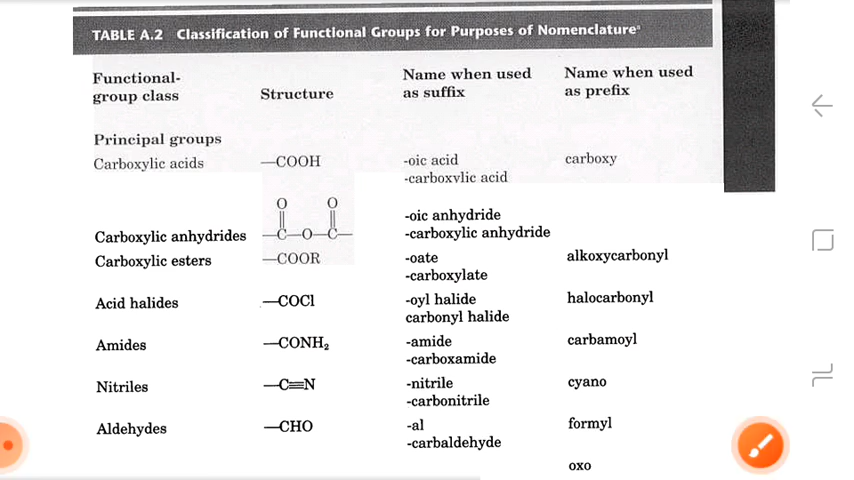 TABLE A.2 Classification of Functional Groups for Purposes of Nomenclatureᵃ
Functional-group class Structure Name when used as suffix Name when used as prefix
Principal groups
Carboxylic acids —COOH -oic acid carboxy
-carboxylic acid
O O
-oic anhydride
Carboxylic anhydrides —C—O—C— -carboxylic anhydride
Carboxylic esters —COOR -oate alkoxycarbonyl
-carboxylate
Acid halides —COCl -oyl halide halocarbonyl
carbonyl halide
Amides —CONH₂ -amide carbamoyl
-carboxamide
Nitriles —C≡N -nitrile cyano
-carbonitrile
Aldehydes —CHO -al formyl
-carbaldehyde
oxo